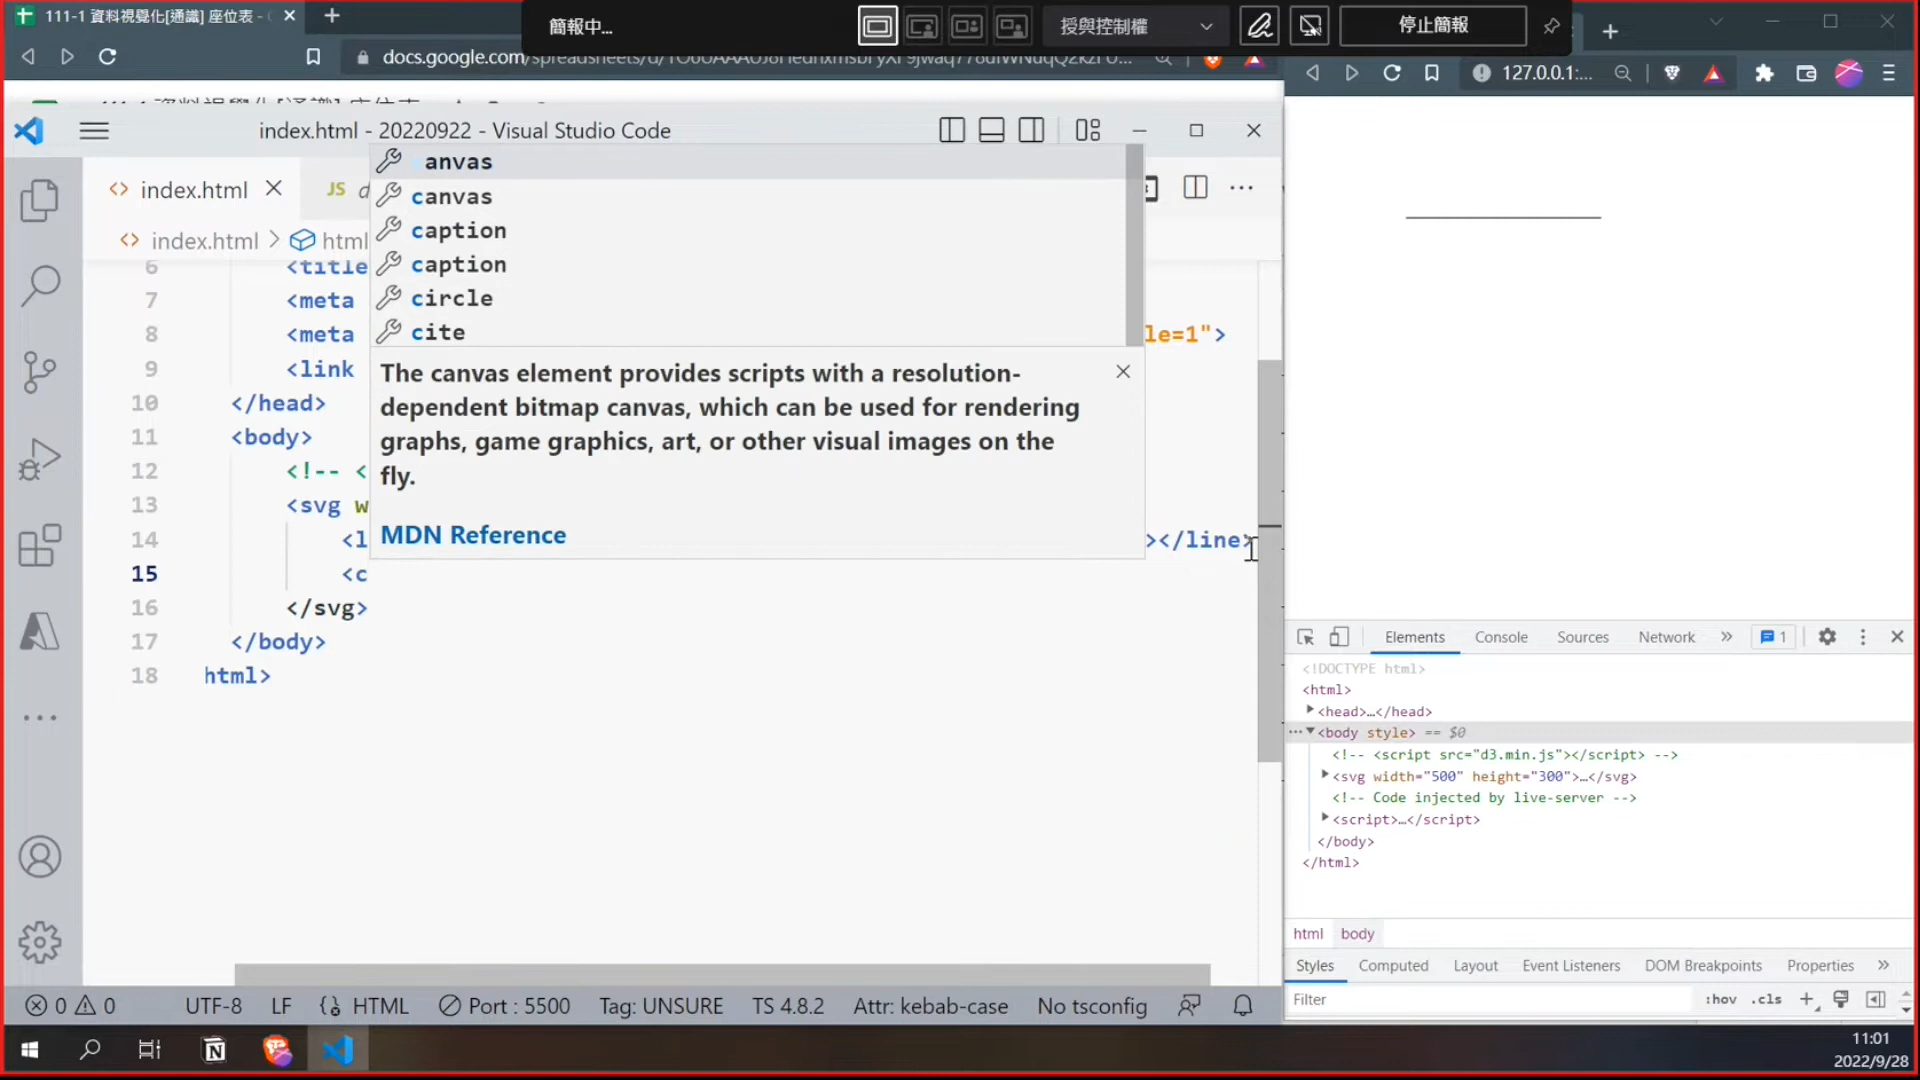 111-1 資料視覺化[通識] 座位表 -
簡報中...
授與控制權
停止簡報
docs.google.com
127.0.0.1:...
index.html - 20220922 - Visual Studio Code
index.html
JS d
index.html > html
anvas
canvas
caption
caption
circle
cite
The canvas element provides scripts with a resolution-
dependent bitmap canvas, which can be used for rendering
graphs, game graphics, art, or other visual images on the
fly.
MDN Reference
6 <title
7 <meta
8 <meta le=1">
9 <link
10 </head>
11 <body>
12 <!-- <
13 <svg w
14 <l ></line>
15 <c
16 </svg>
17 </body>
18 html>
0 0 UTF-8 LF HTML Port : 5500 Tag: UNSURE TS 4.8.2 Attr: kebab-case No tsconfig
Elements Console Sources Network » 1
<!DOCTYPE html>
<html>
<head>…</head>
<body style> == $0
<!-- <script src="d3.min.js"></script> -->
<svg width="500" height="300">…</svg>
<!-- Code injected by live-server -->
<script>…</script>
</body>
</html>
html body
Styles Computed Layout Event Listeners DOM Breakpoints Properties »
Filter :hov .cls +
11:01
2022/9/28